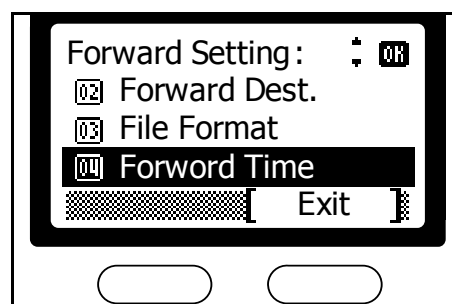 Forward Setting: OK
02 Forward Dest.
03 File Format
04 Forword Time
[ Exit ]